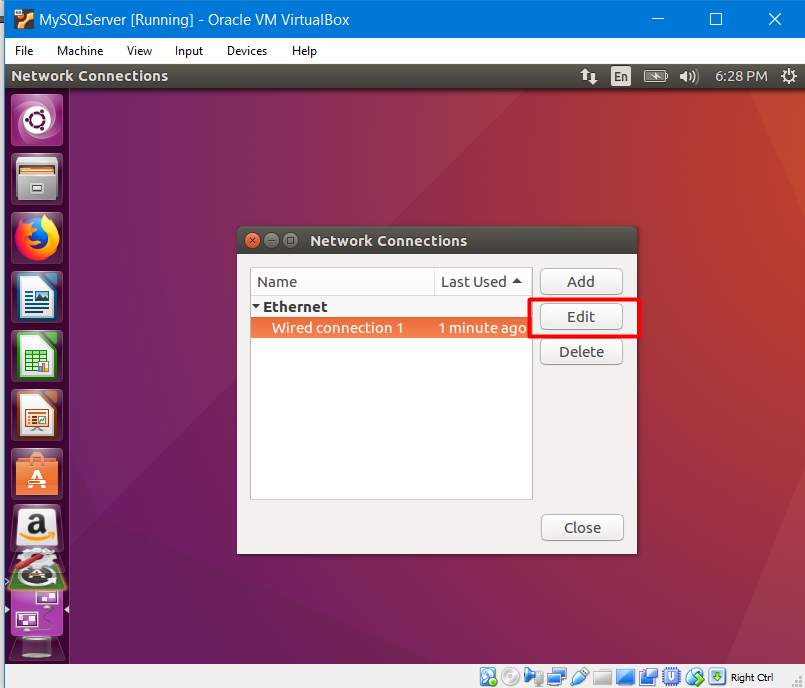 MySQLServer [Running] - Oracle VM VirtualBox
File Machine View Input Devices Help
Network Connections En 6:28 PM
Network Connections
Name Last Used Add
Ethernet
Edit
Wired connection 1 1 minute ago
Delete
Close
a
Right Ctrl